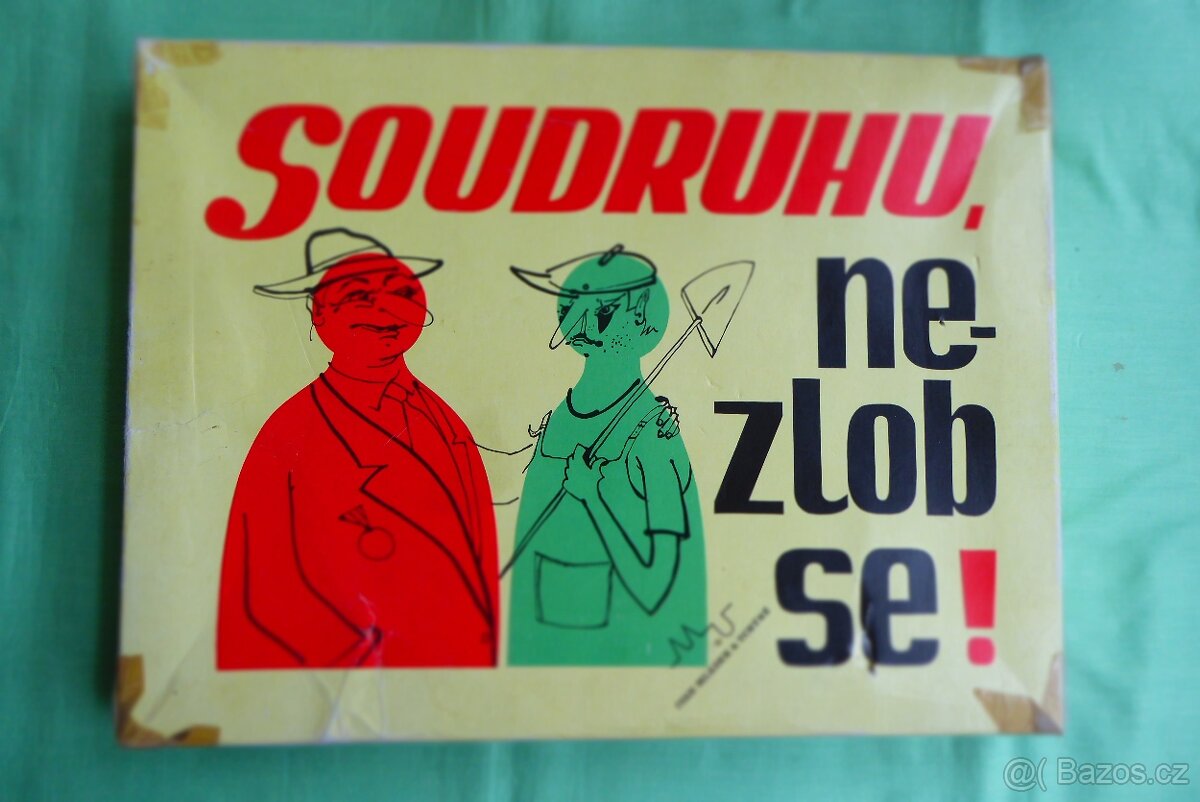 SOUDRUHU,
ne-
zlob
se!
@( Bazos.cz